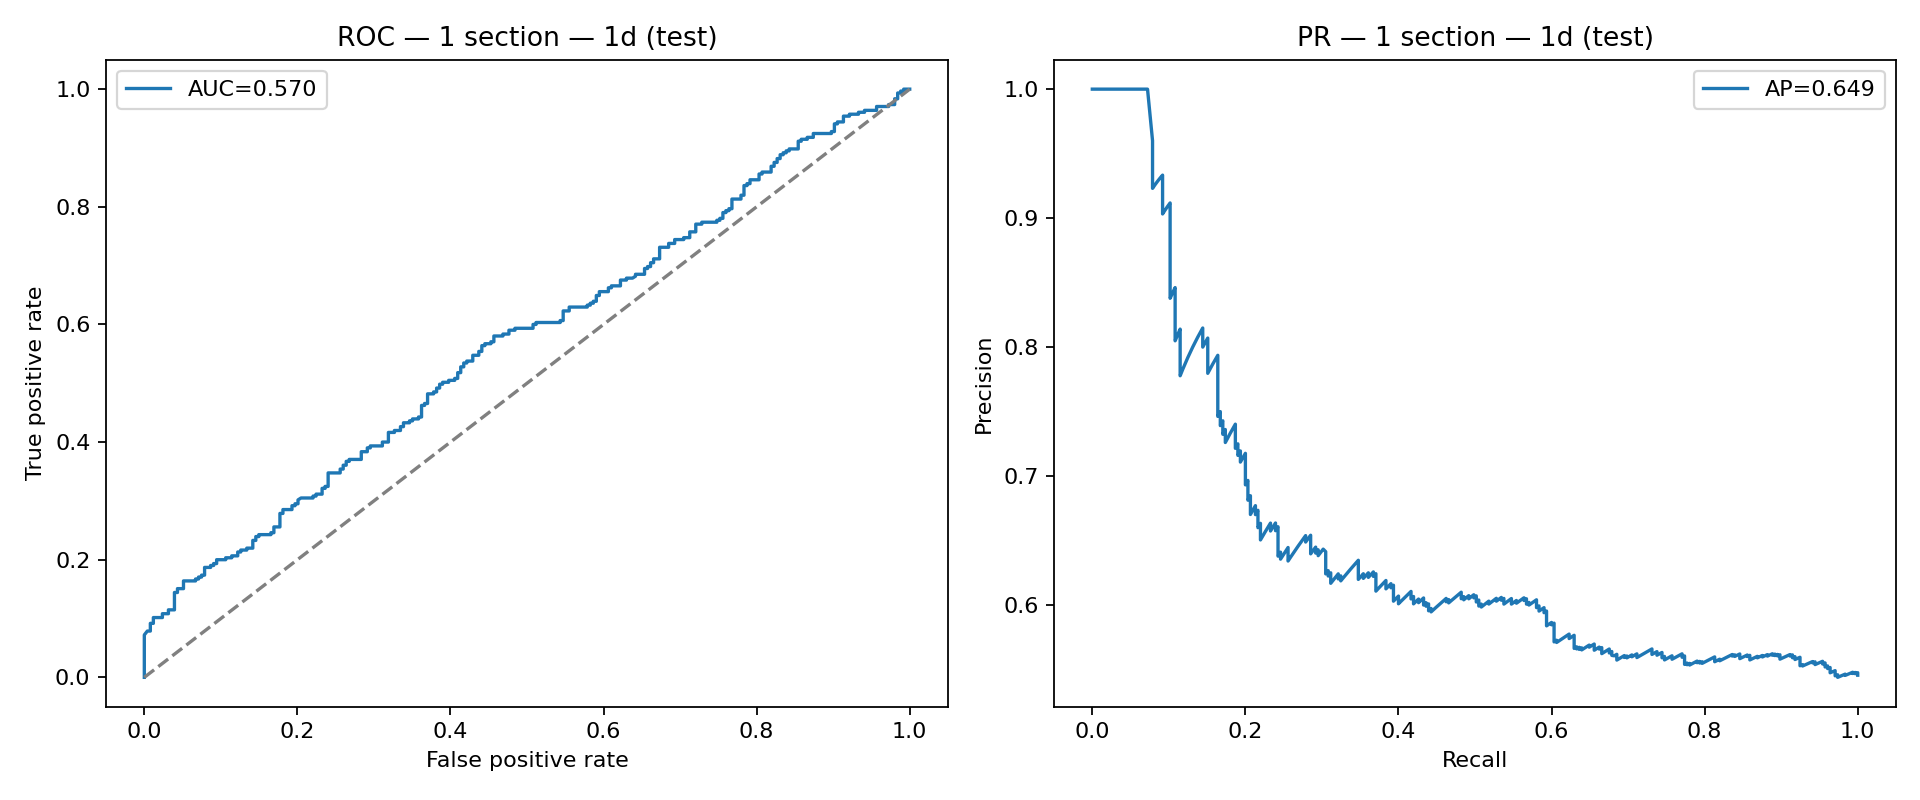 ROC — 1 section — 1d (test)
AUC=0.570
1.0
0.8
0.6
0.4
0.2
0.0
True positive rate
0.0 0.2 0.4 0.6 0.8 1.0
False positive rate
PR — 1 section — 1d (test)
AP=0.649
1.0
0.9
0.8
0.7
0.6
Precision
0.0 0.2 0.4 0.6 0.8 1.0
Recall